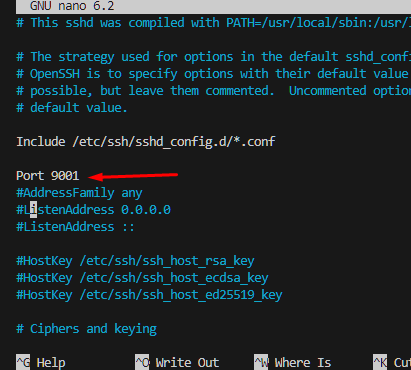 GNU nano 6.2
# This sshd was compiled with PATH=/usr/local/sbin:/usr/
# The strategy used for options in the default sshd_confi
# OpenSSH is to specify options with their default value
# possible, but leave them commented.  Uncommented optio
# default value.
Include /etc/ssh/sshd_config.d/*.conf
Port 9001
#AddressFamily any
#ListenAddress 0.0.0.0
#ListenAddress ::
#HostKey /etc/ssh/ssh_host_rsa_key
#HostKey /etc/ssh/ssh_host_ecdsa_key
#HostKey /etc/ssh/ssh_host_ed25519_key
# Ciphers and keying
^G Help ^O Write Out ^W Where Is ^K Cut